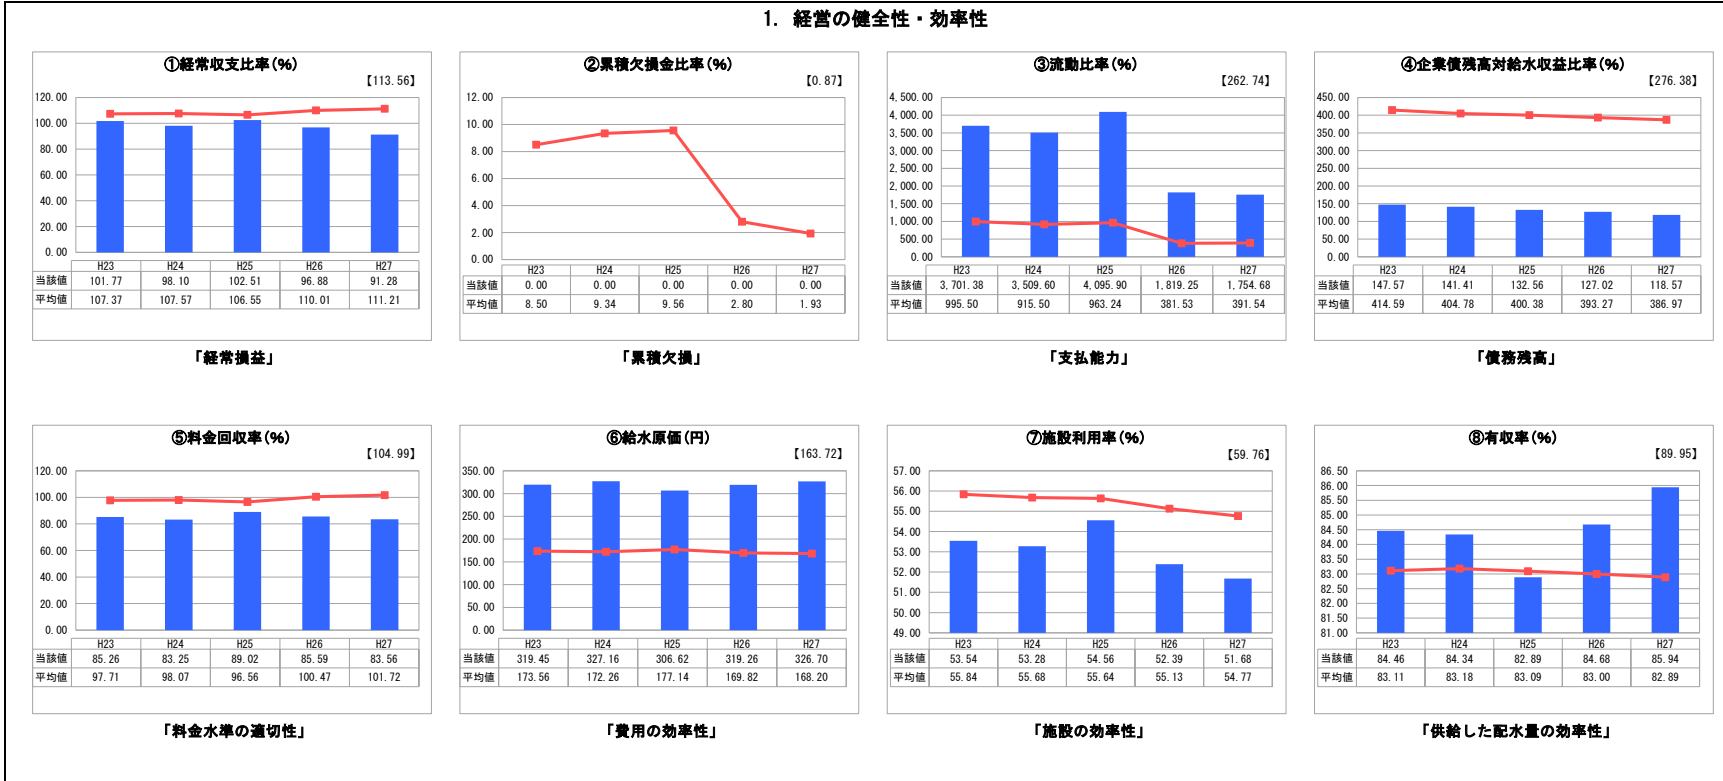 1. 経営の健全性・効率性
①経常収支比率(%)
【113.56】
120.00
100.00
80.00
60.00
40.00
20.00
0.00
H23 H24 H25 H26 H27
当該値 101.77 98.10 102.51 96.88 91.28
平均値 107.37 107.57 106.55 110.01 111.21
「経常損益」
②累積欠損金比率(%)
【0.87】
12.00
10.00
8.00
6.00
4.00
2.00
0.00
H23 H24 H25 H26 H27
当該値 0.00 0.00 0.00 0.00 0.00
平均値 8.50 9.34 9.56 2.80 1.93
「累積欠損」
③流動比率(%)
【262.74】
4,500.00
4,000.00
3,500.00
3,000.00
2,500.00
2,000.00
1,500.00
1,000.00
500.00
0.00
H23 H24 H25 H26 H27
当該値 3,701.38 3,509.60 4,095.90 1,819.25 1,754.68
平均値 995.50 915.50 963.24 381.53 391.54
「支払能力」
④企業債残高対給水収益比率(%)
【276.38】
450.00
400.00
350.00
300.00
250.00
200.00
150.00
100.00
50.00
0.00
H23 H24 H25 H26 H27
当該値 147.57 141.41 132.56 127.02 118.57
平均値 414.59 404.78 400.38 393.27 386.97
「債務残高」
⑤料金回収率(%)
【104.99】
120.00
100.00
80.00
60.00
40.00
20.00
0.00
H23 H24 H25 H26 H27
当該値 85.26 83.25 89.02 85.59 83.56
平均値 97.71 98.07 96.56 100.47 101.72
「料金水準の適切性」
⑥給水原価(円)
【163.72】
350.00
300.00
250.00
200.00
150.00
100.00
50.00
0.00
H23 H24 H25 H26 H27
当該値 319.45 327.16 306.62 319.26 326.70
平均値 173.56 172.26 177.14 169.82 168.20
「費用の効率性」
⑦施設利用率(%)
【59.76】
57.00
56.00
55.00
54.00
53.00
52.00
51.00
50.00
49.00
H23 H24 H25 H26 H27
当該値 53.54 53.28 54.56 52.39 51.68
平均値 55.84 55.68 55.64 55.13 54.77
「施設の効率性」
⑧有収率(%)
【89.95】
86.50
86.00
85.50
85.00
84.50
84.00
83.50
83.00
82.50
82.00
81.50
81.00
H23 H24 H25 H26 H27
当該値 84.46 84.34 82.89 84.68 85.94
平均値 83.11 83.18 83.09 83.00 82.89
「供給した配水量の効率性」